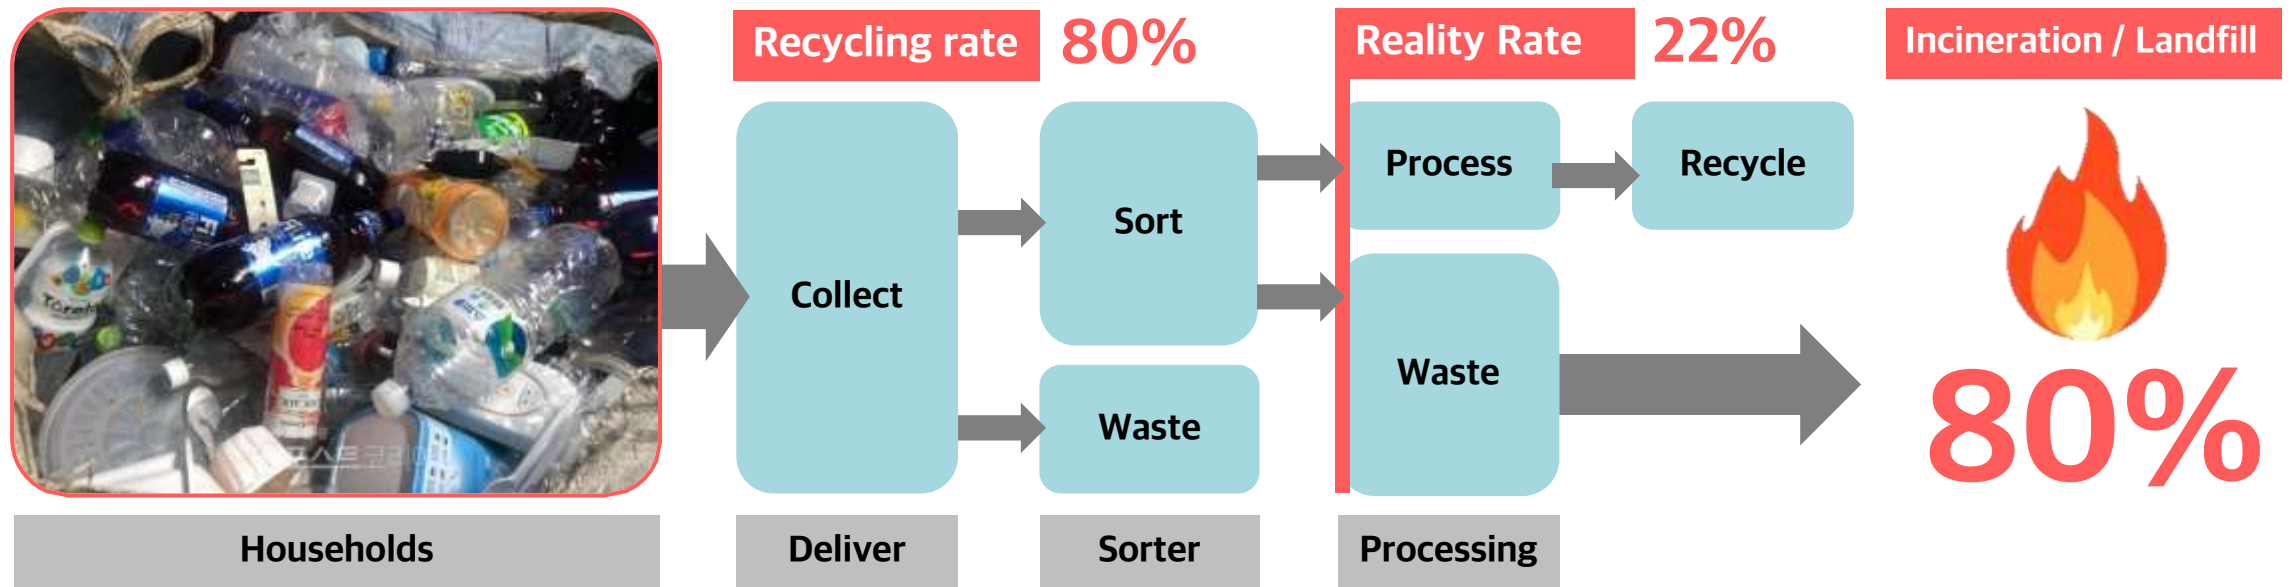 Recycling rate 80%
Reality Rate 22%
Incineration / Landfill
Collect
Sort
Waste
Process
Recycle
Waste
80%
Households
Deliver
Sorter
Processing